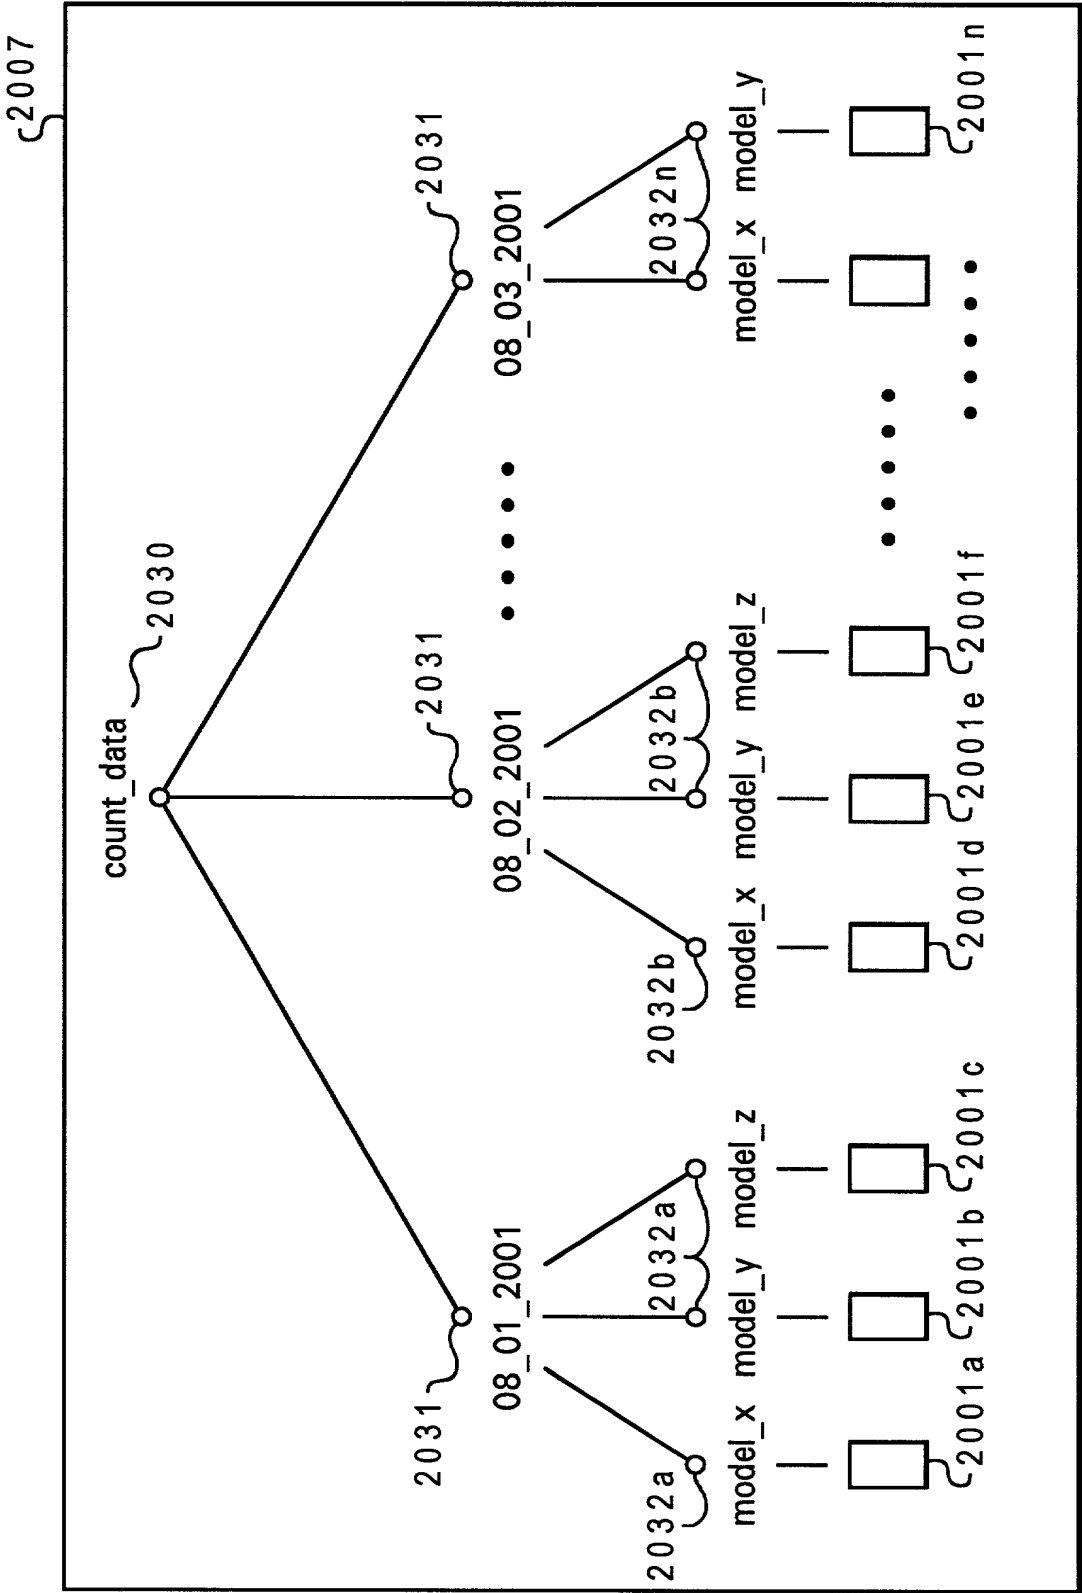 2007
count_data
2030
2031
2031
2031
08_01_2001
08_02_2001
08_03_2001
2032a
2032a
2032b
2032b
2032n
model_x model_y model_z
model_x model_y model_z
model_x model_y
2001a
2001b
2001c
2001d
2001e
2001f
2001n